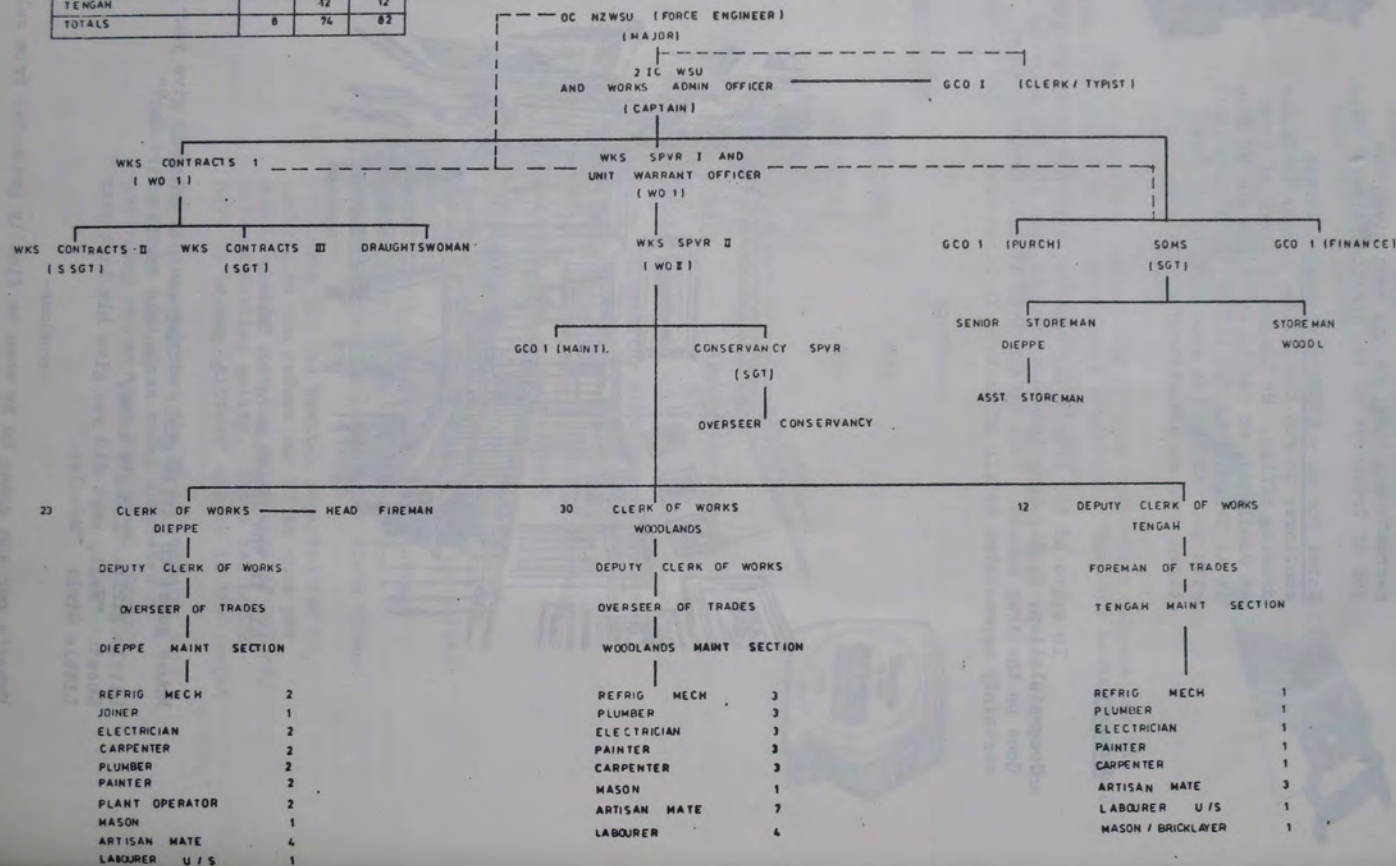 TENGAH 12 12
TOTALS 8 74 82
OC NZWSU (FORCE ENGINEER)
(MAJOR)
2 IC WSU
AND WORKS ADMIN OFFICER
(CAPTAIN)
GCO I (CLERK / TYPIST)
WKS CONTRACTS 1
(WO 1)
WKS SPVR I AND
UNIT WARRANT OFFICER
(WO 1)
WKS CONTRACTS II
(SSGT)
WKS CONTRACTS III
(SGT)
DRAUGHTSWOMAN
WKS SPVR II
(WO II)
GCO 1 (PURCH)
SOMS
(SGT)
GCO 1 (FINANCE)
SENIOR STOREMAN
DIEPPE
STOREMAN
WOODL
ASST. STOREMAN
GCO 1 (MAINT).
CONSERVANCY SPVR
(SGT)
OVERSEER CONSERVANCY
23 CLERK OF WORKS HEAD FIREMAN
DIEPPE
DEPUTY CLERK OF WORKS
OVERSEER OF TRADES
DIEPPE MAINT SECTION
REFRIG MECH 2
JOINER 1
ELECTRICIAN 2
CARPENTER 2
PLUMBER 2
PAINTER 2
PLANT OPERATOR 2
MASON 1
ARTISAN MATE 4
LABOURER U/S 1
30 CLERK OF WORKS
WOODLANDS
DEPUTY CLERK OF WORKS
OVERSEER OF TRADES
WOODLANDS MAINT SECTION
REFRIG MECH 3
PLUMBER 3
ELECTRICIAN 3
PAINTER 3
CARPENTER 3
MASON 1
ARTISAN MATE 7
LABOURER 4
12 DEPUTY CLERK OF WORKS
TENGAH
FOREMAN OF TRADES
TENGAH MAINT SECTION
REFRIG MECH 1
PLUMBER 1
ELECTRICIAN 1
PAINTER 1
CARPENTER 1
ARTISAN MATE 3
LABOURER U/S 1
MASON / BRICKLAYER 1